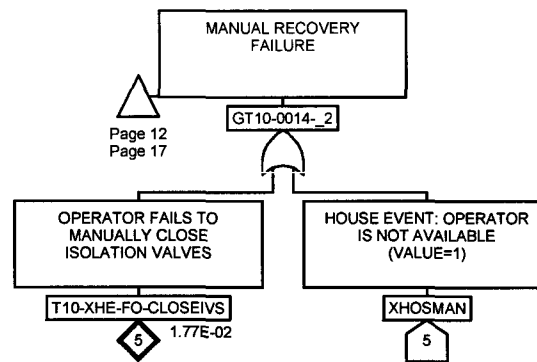 MANUAL RECOVERY
FAILURE
Page 12
Page 17
GT10-0014-_2
OPERATOR FAILS TO
MANUALLY CLOSE
ISOLATION VALVES
T10-XHE-FO-CLOSEIVS
5
1.77E-02
HOUSE EVENT: OPERATOR
IS NOT AVAILABLE
(VALUE=1)
XHOSMAN
5